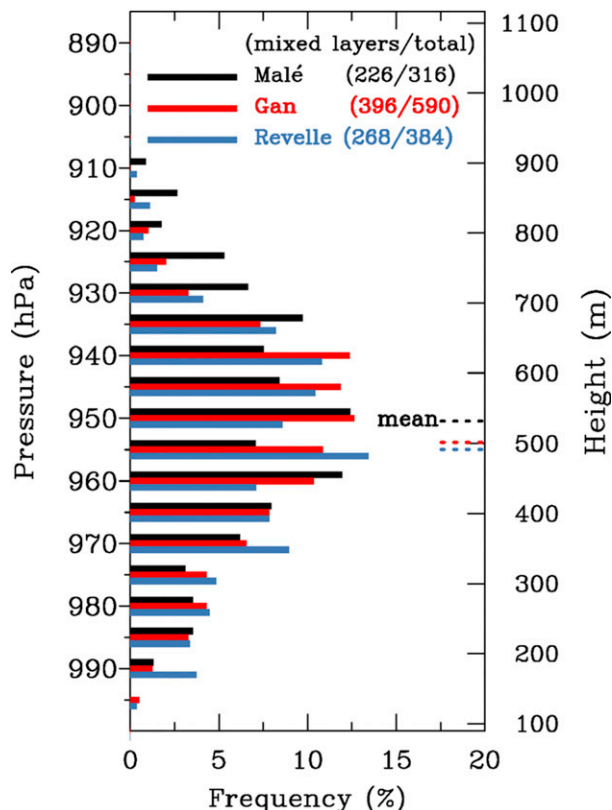 (mixed layers/total)
Malé (226/316)
Gan (396/590)
Revelle (268/384)
890
900
910
920
930
940
950
960
970
980
990
Pressure (hPa)
mean
1100
1000
900
800
700
600
500
400
300
200
100
Height (m)
0 5 10 15 20
Frequency (%)